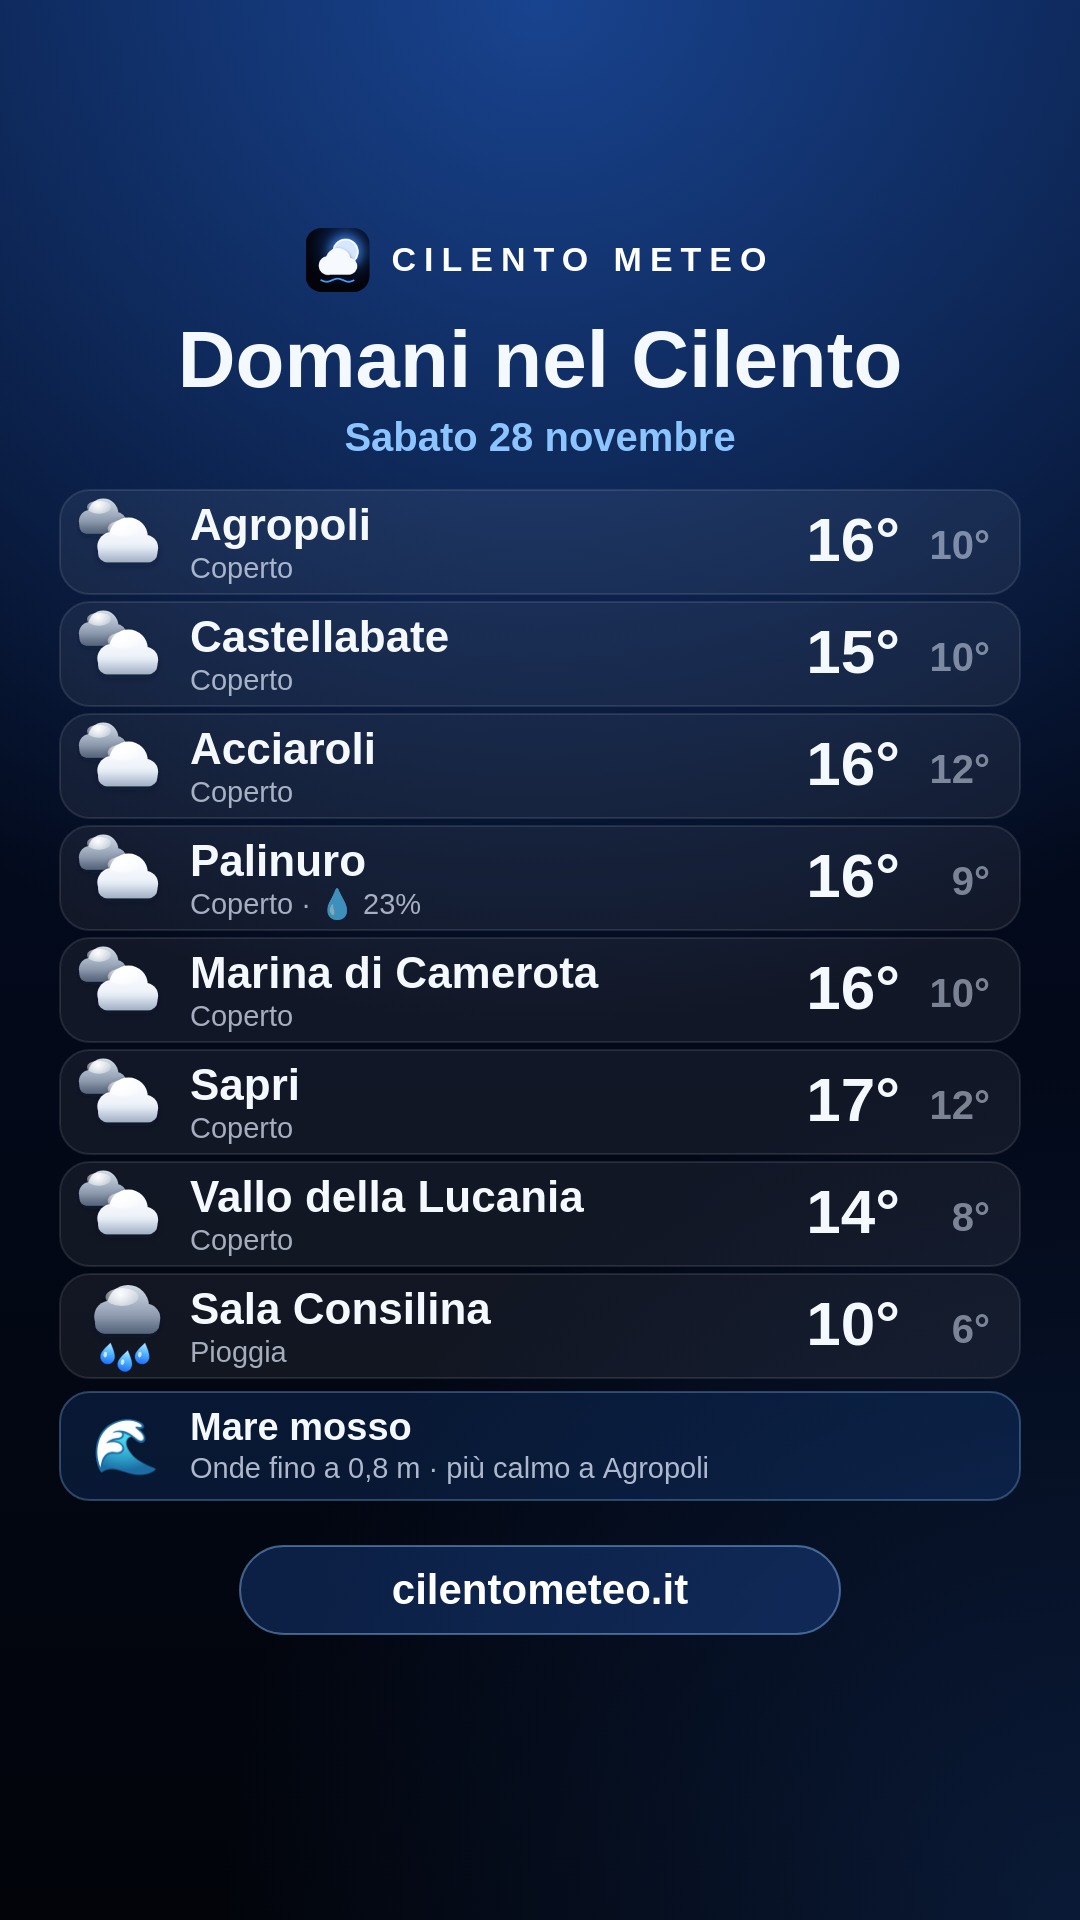 CILENTO METEO
Domani nel Cilento
Sabato 28 novembre
Agropoli 16° 10°
Coperto
Castellabate 15° 10°
Coperto
Acciaroli 16° 12°
Coperto
Palinuro 16° 9°
Coperto · 💧 23%
Marina di Camerota 16° 10°
Coperto
Sapri 17° 12°
Coperto
Vallo della Lucania 14° 8°
Coperto
Sala Consilina 10° 6°
Pioggia
Mare mosso
Onde fino a 0,8 m · più calmo a Agropoli
cilentometeo.it